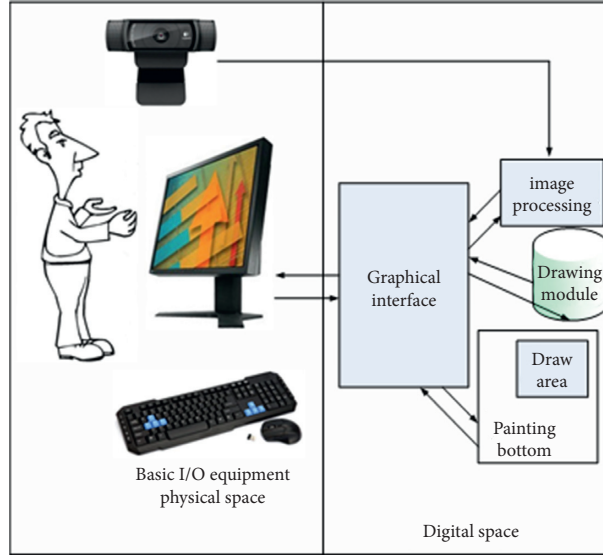 image
processing
Graphical
interface
Drawing
module
Draw
area
Painting
bottom
Basic I/O equipment
physical space
Digital space